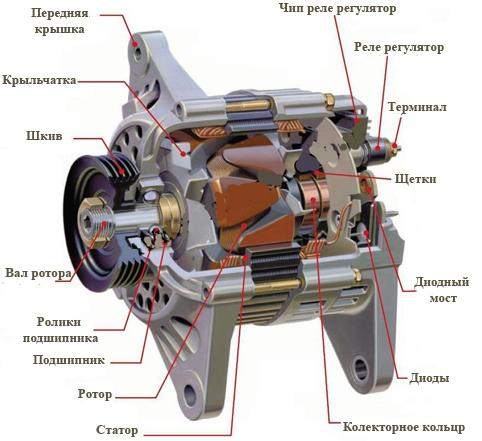 Передняя
крышка
Чип реле регулятор
Реле регулятор
Крыльчатка
Терминал
Шкив
Щетки
Вал ротора
Диодный
мост
Ролики
подшипника
Подшипник
Диоды
Ротор
Статор
Колекторное кольцр